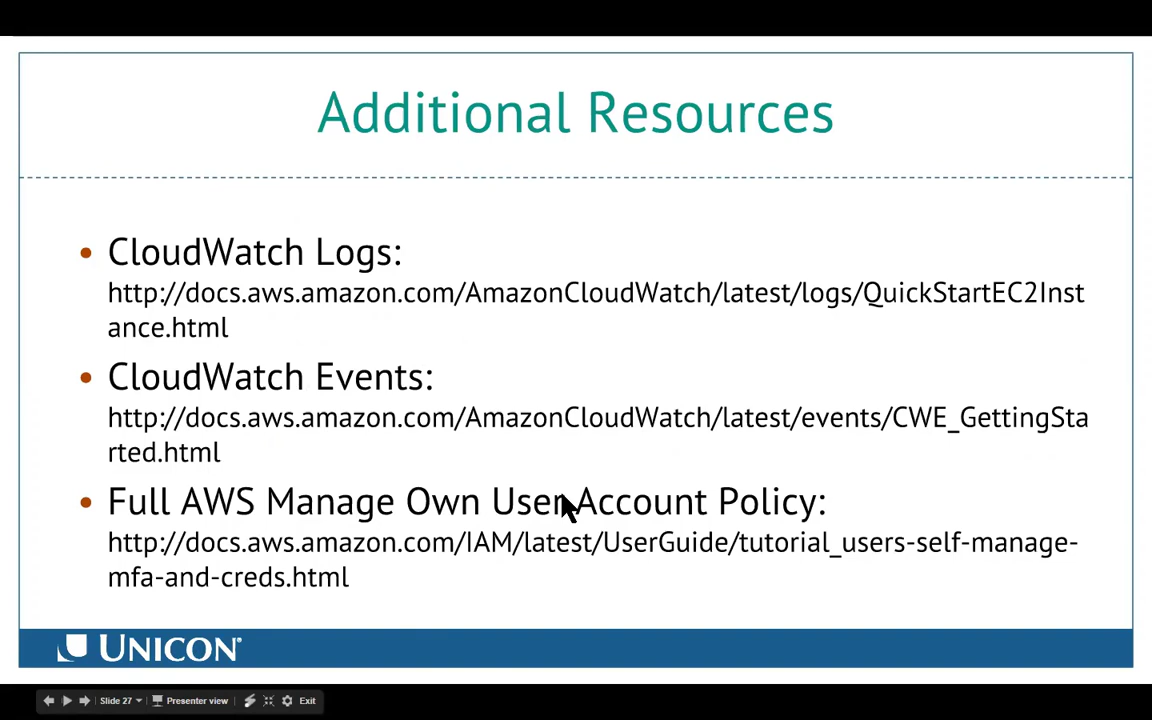 Additional Resources
• CloudWatch Logs:
http://docs.aws.amazon.com/AmazonCloudWatch/latest/logs/QuickStartEC2Inst
ance.html
• CloudWatch Events:
http://docs.aws.amazon.com/AmazonCloudWatch/latest/events/CWE_GettingSta
rted.html
• Full AWS Manage Own User Account Policy:
http://docs.aws.amazon.com/IAM/latest/UserGuide/tutorial_users-self-manage-
mfa-and-creds.html
UNICON®
Slide 27 Presenter view Exit